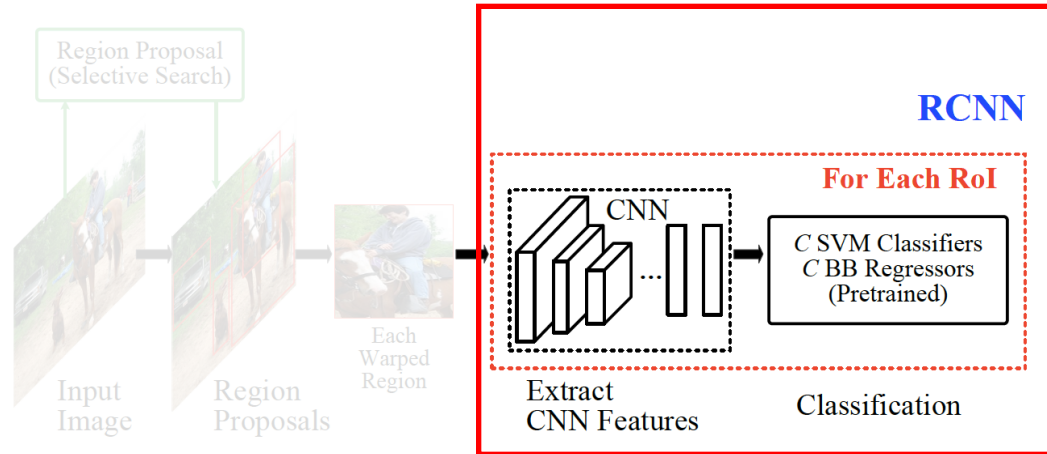 Region Proposal
(Selective Search)
RCNN
For Each RoI
CNN
...
C SVM Classifiers
C BB Regressors
(Pretrained)
Each
Warped
Region
Input
Image
Region
Proposals
Extract
CNN Features
Classification